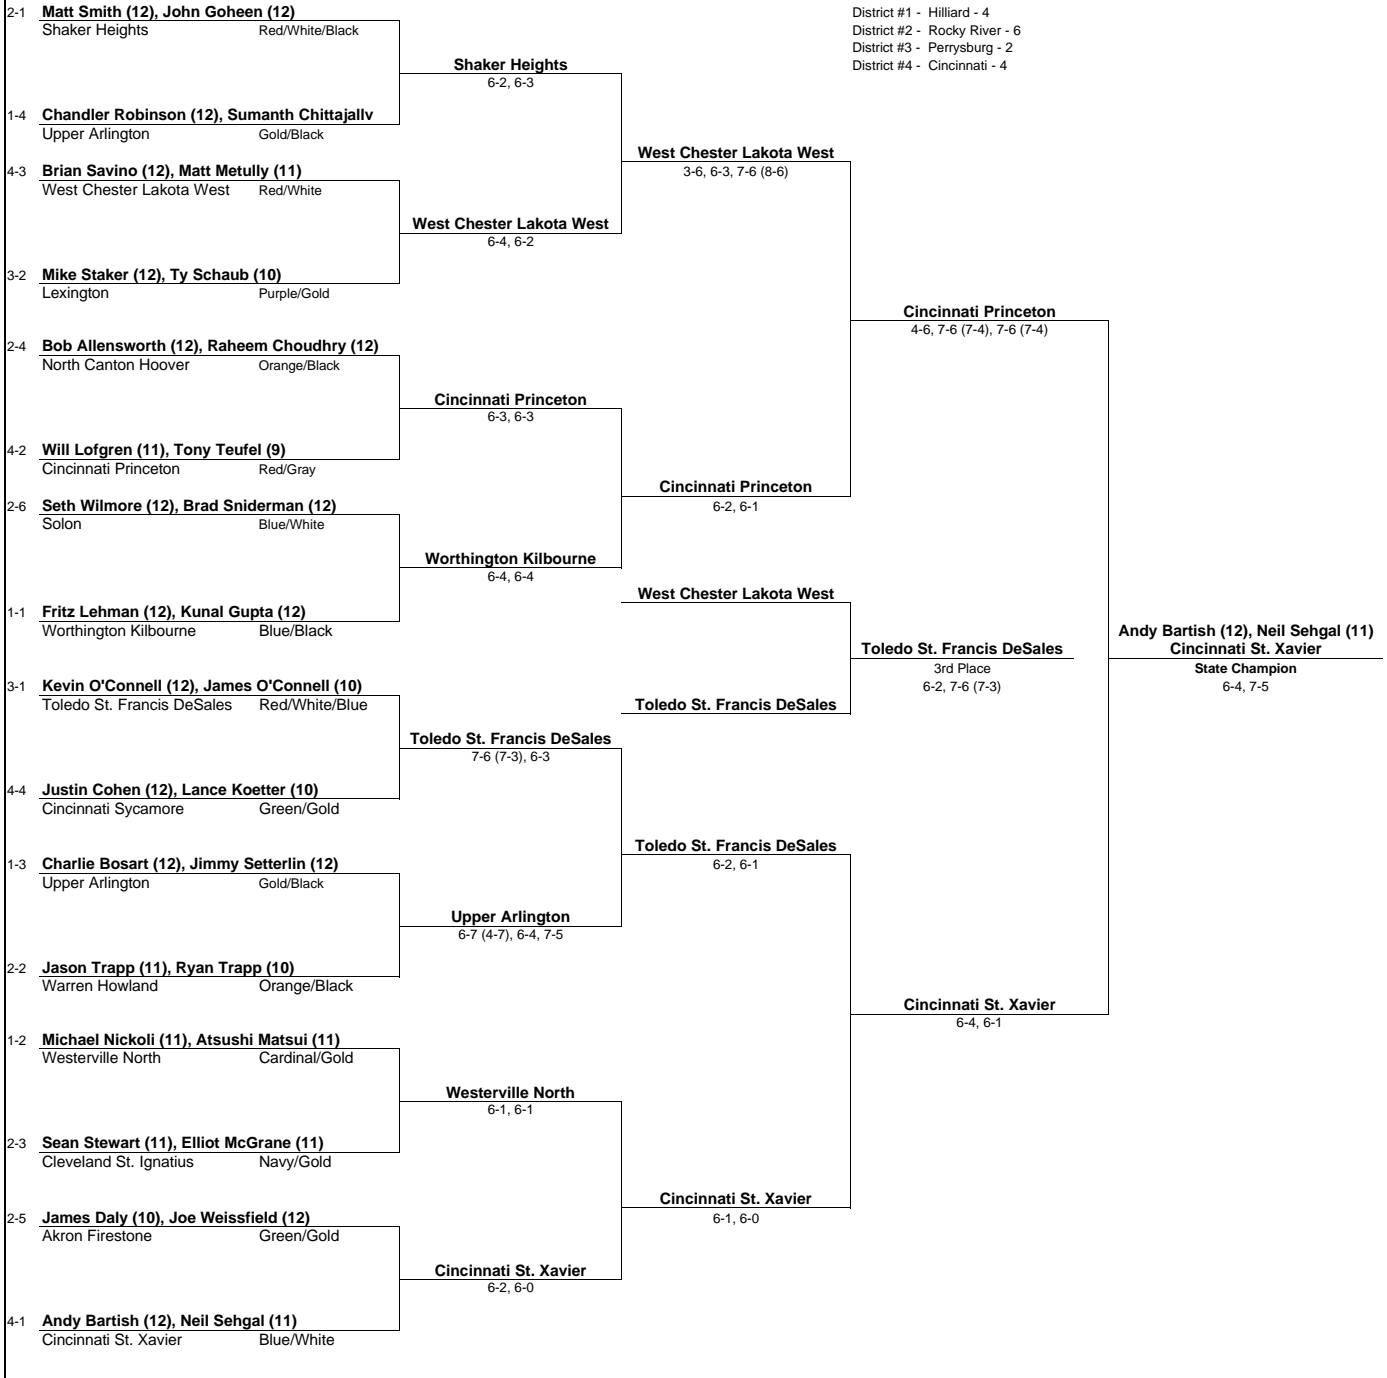 2-1 Matt Smith (12), John Goheen (12)
Shaker Heights Red/White/Black
District #1 - Hilliard - 4
District #2 - Rocky River - 6
District #3 - Perrysburg - 2
District #4 - Cincinnati - 4
Shaker Heights
6-2, 6-3
1-4 Chandler Robinson (12), Sumanth Chittajallv
Upper Arlington Gold/Black
West Chester Lakota West
3-6, 6-3, 7-6 (8-6)
4-3 Brian Savino (12), Matt Metully (11)
West Chester Lakota West Red/White
West Chester Lakota West
6-4, 6-2
3-2 Mike Staker (12), Ty Schaub (10)
Lexington Purple/Gold
Cincinnati Princeton
4-6, 7-6 (7-4), 7-6 (7-4)
2-4 Bob Allensworth (12), Raheem Choudhry (12)
North Canton Hoover Orange/Black
Cincinnati Princeton
6-3, 6-3
4-2 Will Lofgren (11), Tony Teufel (9)
Cincinnati Princeton Red/Gray
Cincinnati Princeton
6-2, 6-1
2-6 Seth Wilmore (12), Brad Sniderman (12)
Solon Blue/White
Worthington Kilbourne
6-4, 6-4
West Chester Lakota West
1-1 Fritz Lehman (12), Kunal Gupta (12)
Worthington Kilbourne Blue/Black
Andy Bartish (12), Neil Sehgal (11)
Cincinnati St. Xavier
State Champion
6-4, 7-5
Toledo St. Francis DeSales
3rd Place
6-2, 7-6 (7-3)
3-1 Kevin O'Connell (12), James O'Connell (10)
Toledo St. Francis DeSales Red/White/Blue
Toledo St. Francis DeSales
Toledo St. Francis DeSales
7-6 (7-3), 6-3
4-4 Justin Cohen (12), Lance Koetter (10)
Cincinnati Sycamore Green/Gold
Toledo St. Francis DeSales
6-2, 6-1
1-3 Charlie Bosart (12), Jimmy Setterlin (12)
Upper Arlington Gold/Black
Upper Arlington
6-7 (4-7), 6-4, 7-5
2-2 Jason Trapp (11), Ryan Trapp (10)
Warren Howland Orange/Black
Cincinnati St. Xavier
6-4, 6-1
1-2 Michael Nickoli (11), Atsushi Matsui (11)
Westerville North Cardinal/Gold
Westerville North
6-1, 6-1
2-3 Sean Stewart (11), Elliot McGrane (11)
Cleveland St. Ignatius Navy/Gold
Cincinnati St. Xavier
6-1, 6-0
2-5 James Daly (10), Joe Weissfield (12)
Akron Firestone Green/Gold
Cincinnati St. Xavier
6-2, 6-0
4-1 Andy Bartish (12), Neil Sehgal (11)
Cincinnati St. Xavier Blue/White